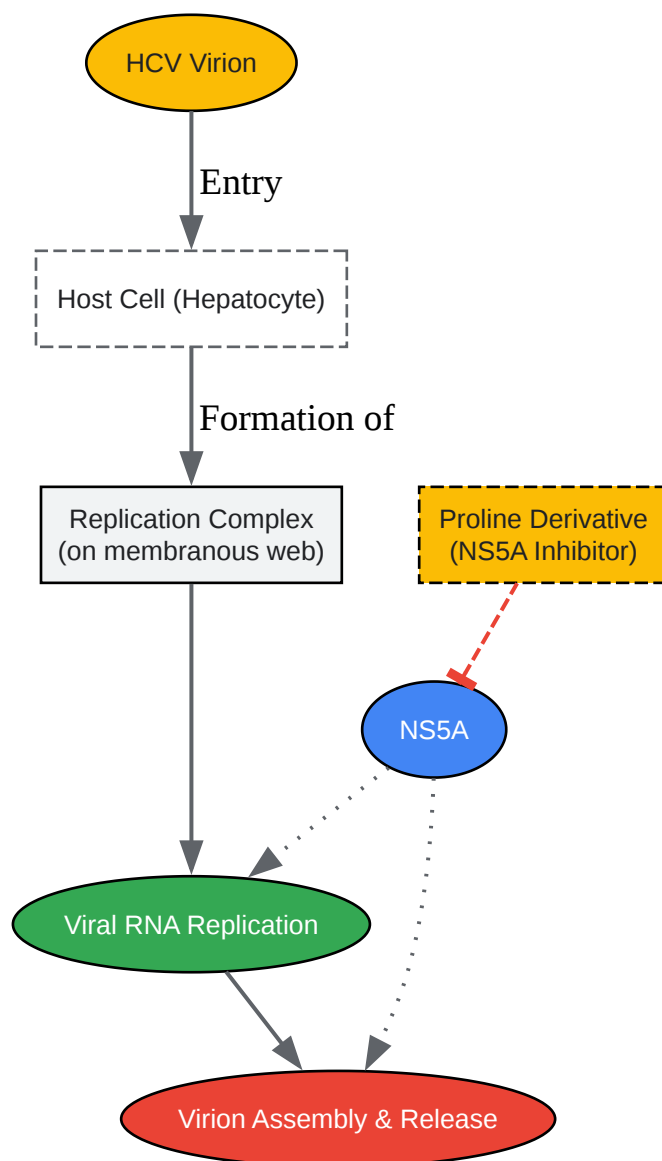 HCV Virion
Entry
Host Cell (Hepatocyte)
Formation of
Replication Complex
(on membranous web)
Proline Derivative
(NS5A Inhibitor)
NS5A
Viral RNA Replication
Virion Assembly & Release